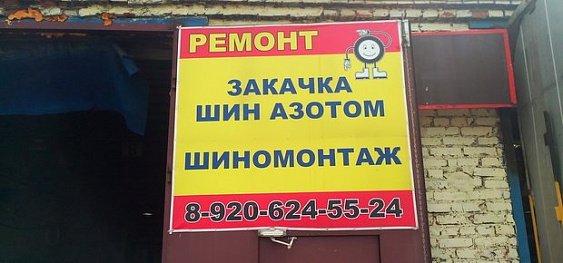 РЕМОНТ
ЗАКАЧКА
ШИН АЗОТОМ
ШИНОМОНТАЖ
8-920-624-55-24